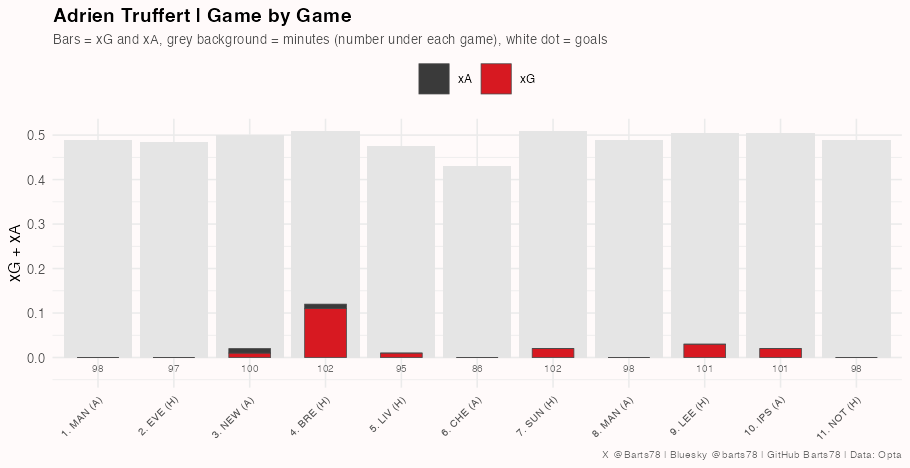 Adrien Truffert | Game by Game
Bars = xG and xA, grey background = minutes (number under each game), white dot = goals
xA xG
xG + xA
0.5
0.4
0.3
0.2
0.1
0.0
98 97 100 102 95 86 102 98 101 101 98
1. MAN (A) 2. EVE (H) 3. NEW (A) 4. BRE (H) 5. LIV (H) 6. CHE (A) 7. SUN (H) 8. MAN (A) 9. LEE (H) 10. IPS (A) 11. NOT (H)
X @Barts78 | Bluesky @barts78 | GitHub Barts78 | Data: Opta